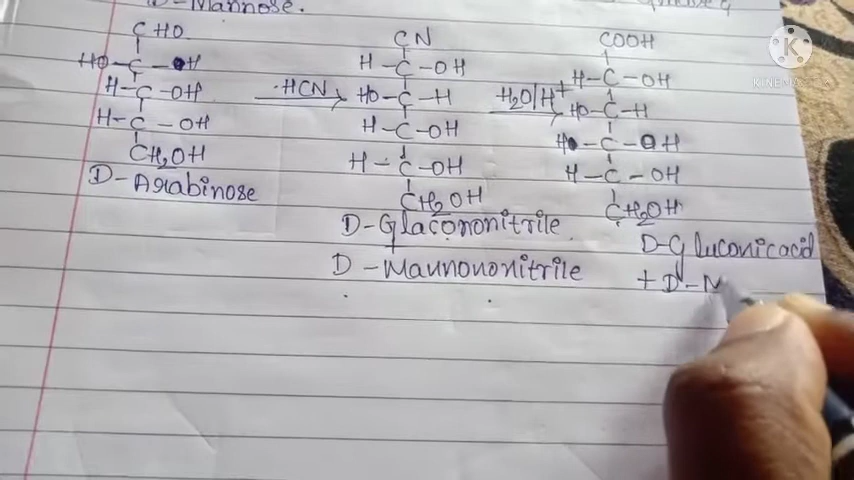 D-Mannose.
CHO
HO-C-H
H-C-OH
H-C-OH
CH2OH
D-Arabinose
HCN
CN
H-C-OH
HO-C-H
H-C-OH
H-C-OH
CH2OH
D-Glacononitrile
+
D-Mannononitrile
H2O/H+
COOH
H-C-OH
HO-C-H
H-C-OH
H-C-OH
CH2OH
D-Gluconic acid
+ D-M